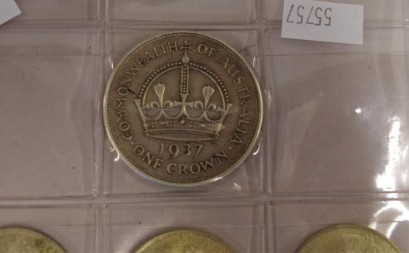 55757
COMMONWEALTH OF AUSTRALIA
1937
ONE CROWN